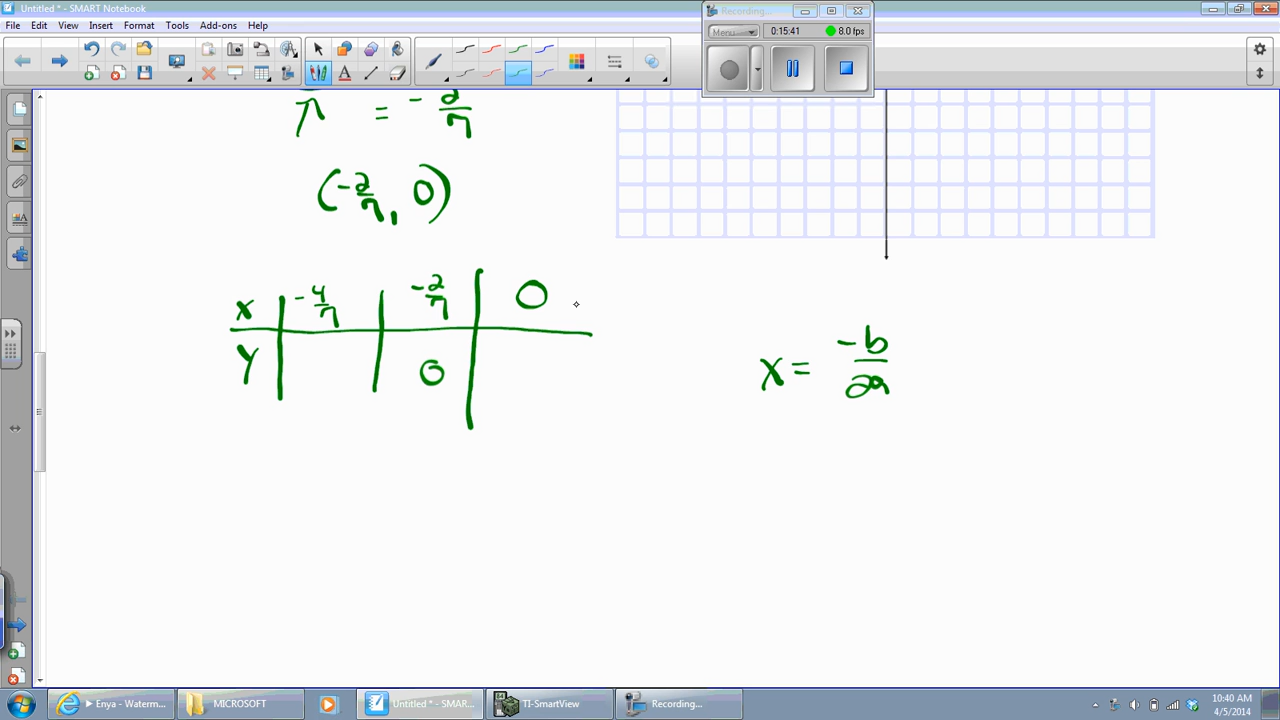 Untitled * - SMART Notebook
File Edit View Insert Format Tools Add-ons Help
Recording...
Menu 0:15:41 8.0 fps
= - 2/7
(-2/7, 0)
x -4/7 -2/7 0
y 0
x = -b/2a
Enya - Waterm... MICROSOFT Untitled * - SMAR... TI-SmartView Recording...
10:40 AM
4/5/2014